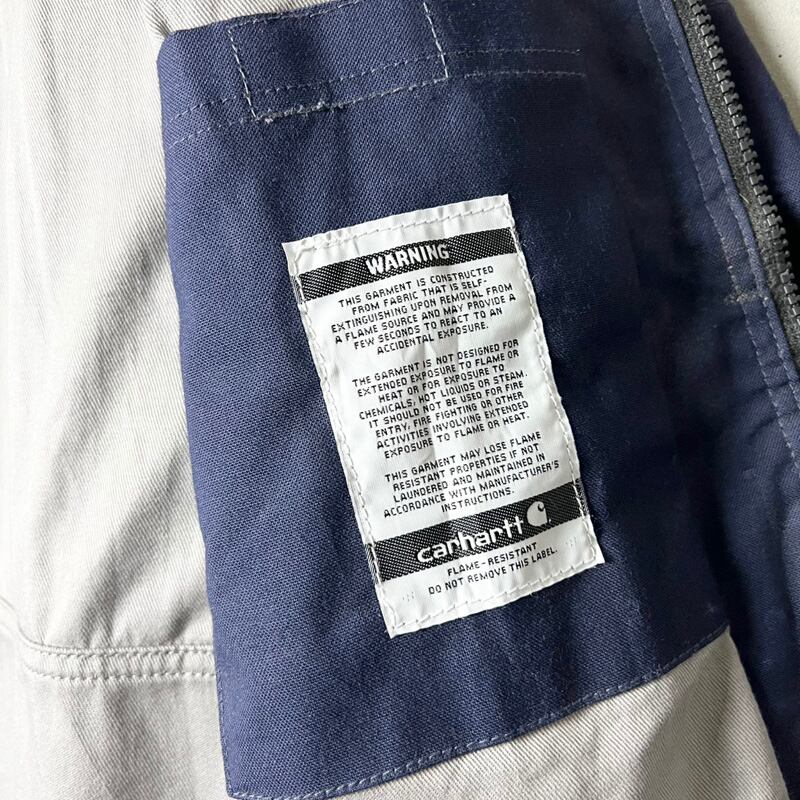 WARNING
THIS GARMENT IS CONSTRUCTED
FROM FABRIC THAT IS SELF-
EXTINGUISHING UPON REMOVAL FROM
A FLAME SOURCE AND MAY PROVIDE A
FEW SECONDS TO REACT TO AN
ACCIDENTAL EXPOSURE.
THE GARMENT IS NOT DESIGNED FOR
EXTENDED EXPOSURE TO FLAME OR
HEAT OR FOR EXPOSURE TO
CHEMICALS, HOT LIQUIDS OR STEAM.
IT SHOULD NOT BE USED FOR FIRE
ENTRY, FIRE FIGHTING OR OTHER
ACTIVITIES INVOLVING EXTENDED
EXPOSURE TO FLAME OR HEAT.
THIS GARMENT MAY LOSE FLAME
RESISTANT PROPERTIES IF NOT
LAUNDERED AND MAINTAINED IN
ACCORDANCE WITH MANUFACTURER'S
INSTRUCTIONS.
carhartt
FLAME-RESISTANT
DO NOT REMOVE THIS LABEL.